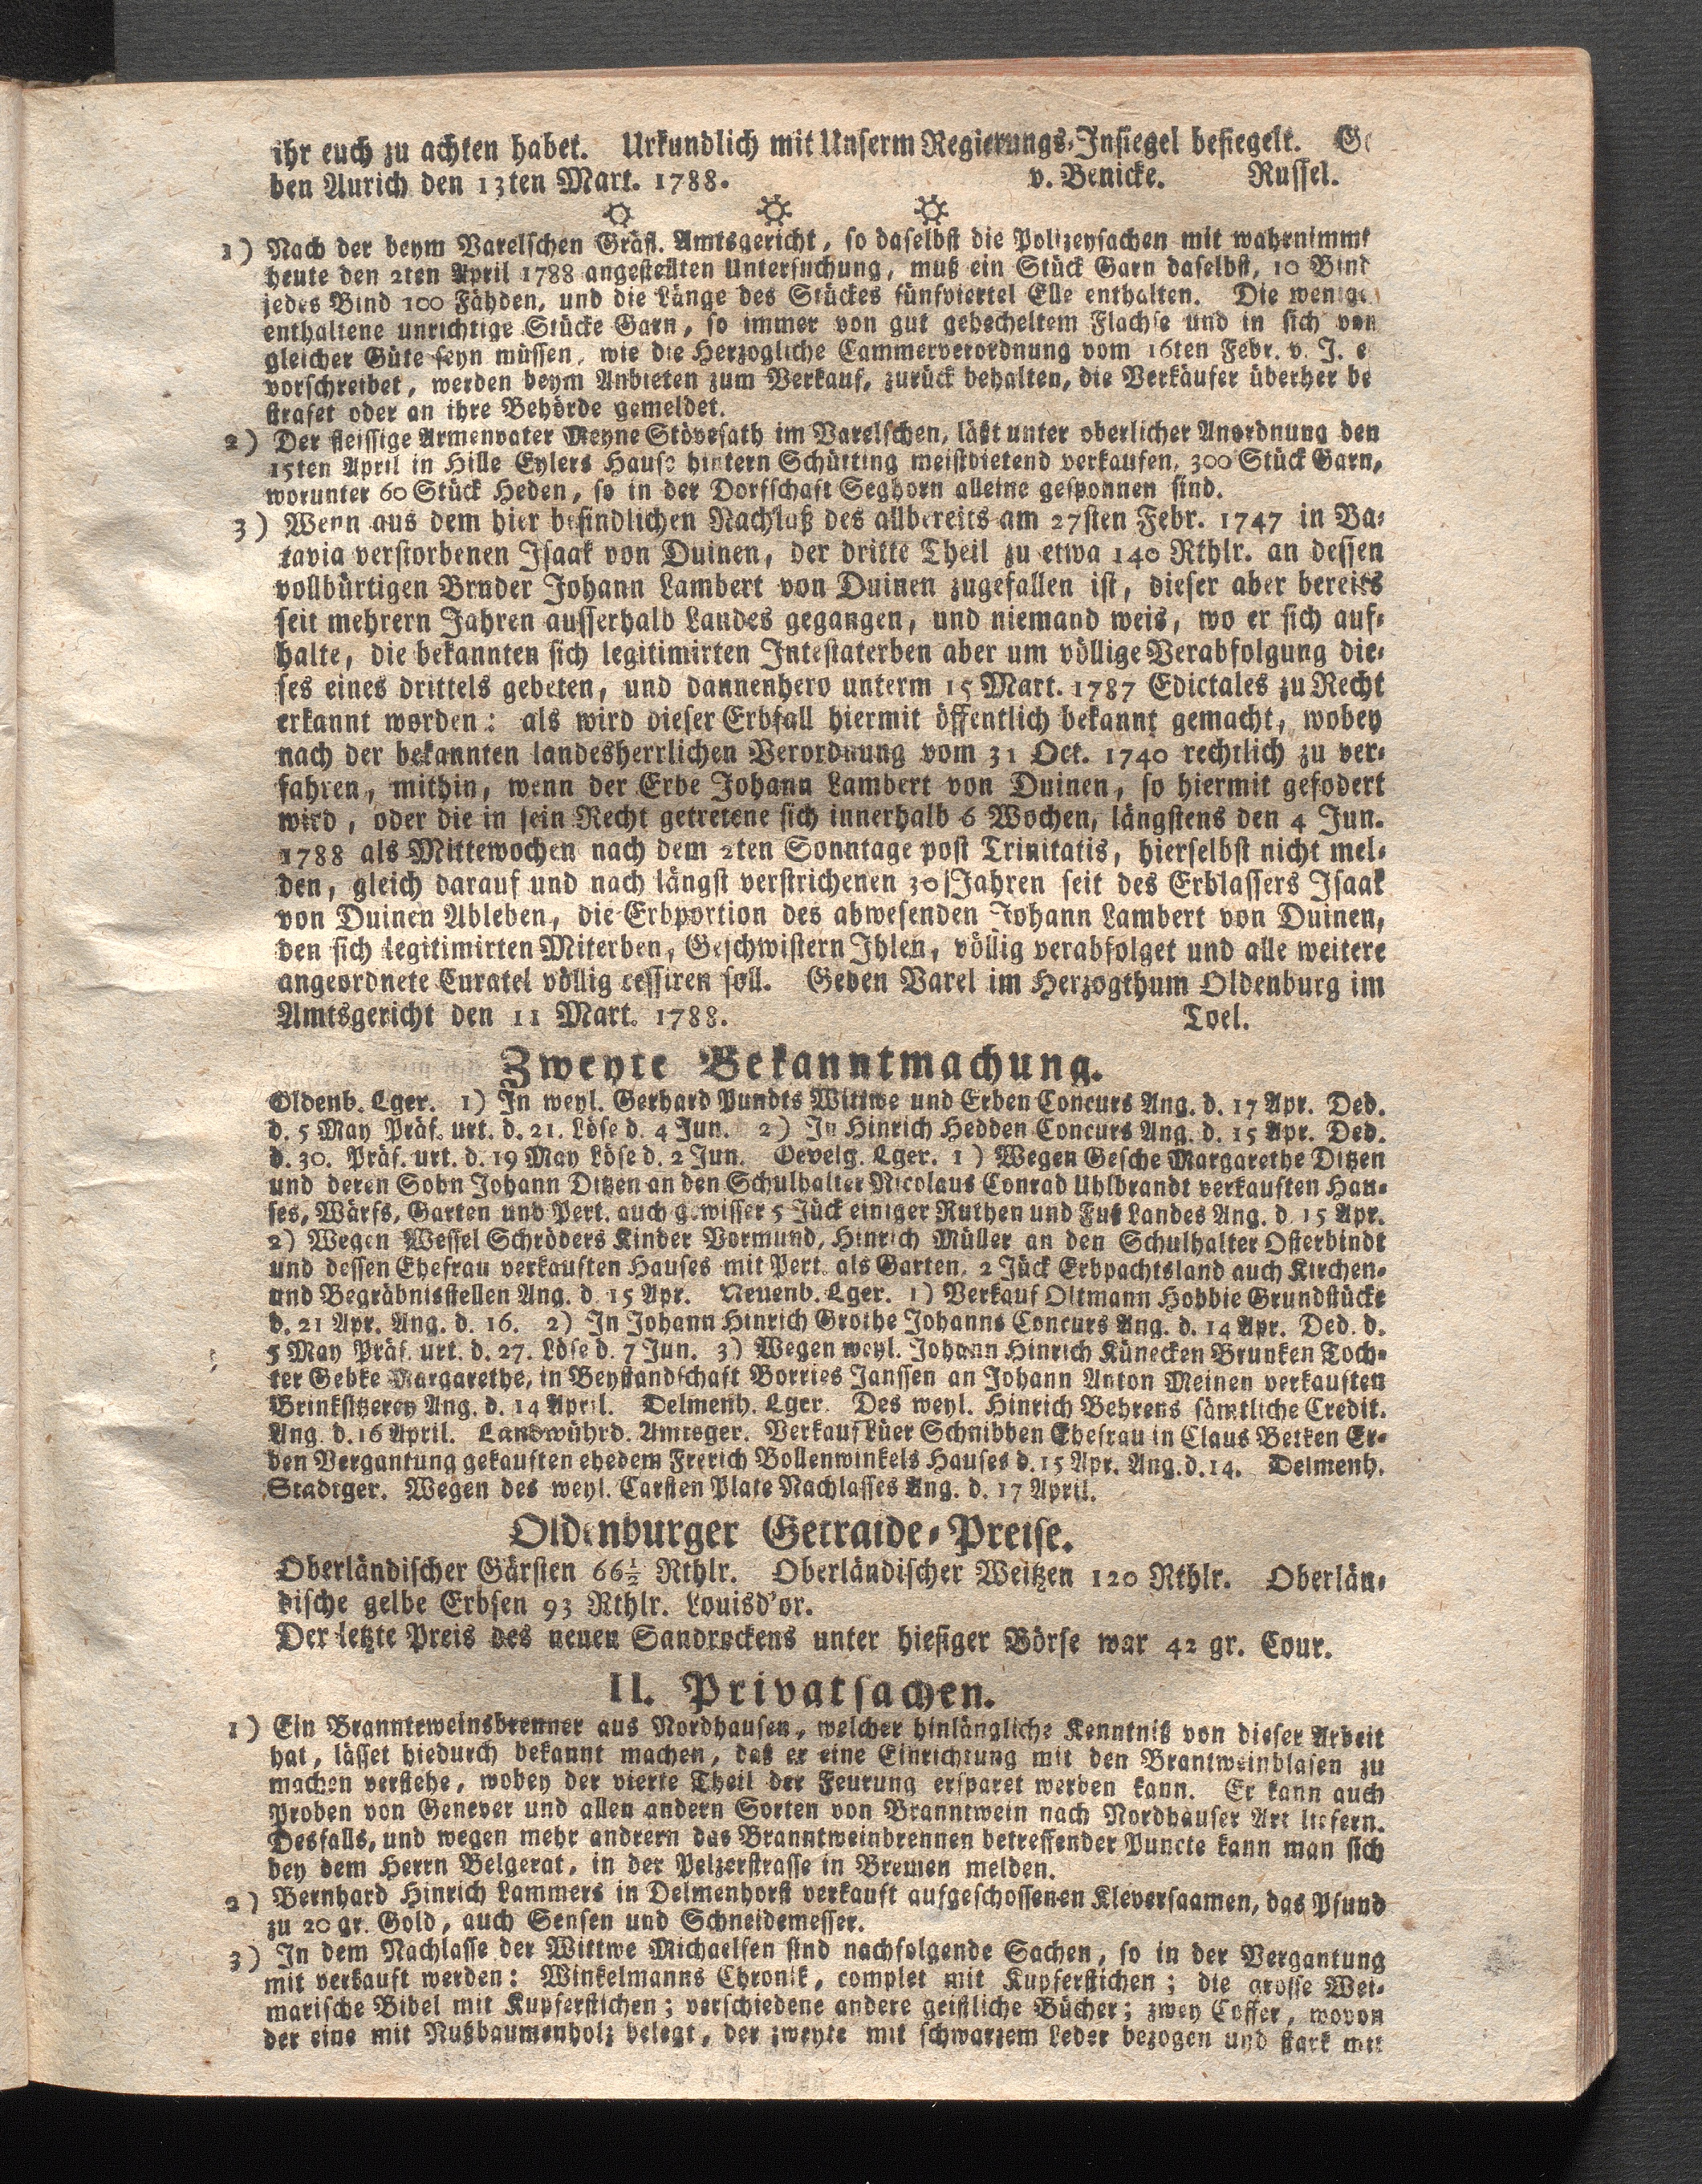 ihr euch zu achten habet. Urkundlich mit Unserm Regierungs-Insiegel besiegelt. Ge
ben Aurich den 13ten Mart. 1788. v. Benicke. Russel.
1) Nach der beym Varelschen Gräfl. Amtsgericht, so daselbst die Polizeysachen mit wahrnimmt
heute den 2ten April 1788 angestellten Untersuchung, muß ein Stück Garn daselbst, 10 Bind
jedes Bind 100 Fähden, und die Länge des Stückes fünfviertel Elle enthalten. Die weniger
enthaltene unrichtige Stücke Garn, so immer von gut gehecheltem Flachse und in sich von
gleicher Güte seyn müssen, wie die Herzogliche Cammerverordnung vom 16ten Febr. v. J. e
vorschreibet, werden beym Anbieten zum Verkauf, zurück behalten, die Verkäufer überher be
strafet oder an ihre Behörde gemeldet.
2) Der fleissige Armenvater Meyne Stövesath im Varelschen, läst unter oberlicher Anordnung den
15ten April in Hille Eylers Hause hintern Schütting meistbietend verkaufen, 300 Stück Garn,
worunter 60 Stück Heden, so in der Dorfschaft Seghorn alleine gesponnen sind.
3) Wenn aus dem hier befindlichen Nachlaß des allbereits am 27sten Febr. 1747 in Ba-
tavia verstorbenen Isaak von Duinen, der dritte Theil zu etwa 140 Rthlr. an dessen
vollbürtigen Brnder Johann Lambert von Duinen zugefallen ist, dieser aber bereits
seit mehrern Jahren ausserhalb Landes gegangen, und niemand weis, wo er sich auf-
halte, die bekannten sich legitimirten Intestaterben aber um völlige Verabfolgung die-
ses eines drittels gebeten, und dannenhero unterm 15 Mart. 1787 Edictales zu Recht
erkannt worden: als wird dieser Erbfall hiermit öffentlich bekannt gemacht, wobey
nach der bekannten landesherrlichen Verordnung vom 31 Oct. 1740 rechtlich zu ver-
fahren, mithin, wenn der Erbe Johann Lambert von Duinen, so hiermit gefodert
wird, oder die in sein Recht getretene sich innerhalb 6 Wochen, längstens den 4 Jun.
1788 als Mittewochen nach dem 2ten Sonntage post Trinitatis, hierselbst nicht mel-
den, gleich darauf und nach längst verstrichenen 30 Jahren seit des Erblassers Isaak
von Duinen Ableben, die Erbportion des abwesenden Johann Lambert von Duinen,
den sich legitimirten Miterben, Geschwistern Ihlen, völlig verabfolget und alle weitere
angeordnete Curatel völlig cessiren soll. Geben Varel im Herzogthum Oldenburg im
Amtsgericht den 11 Mart. 1788. Toel.
Zweyte Bekanntmachung.
Oldenb. Lger. 1) In weyl. Gerhard Pundts Wittwe und Erben Concurs Ang. d. 17 Apr. Ded.
d. 5 May Präf. urt. d. 21. Löse d. 4 Jun. 2) In Hinrich Hedden Concurs Ang. d. 15 Apr. Ded.
d. 30. Präf. urt. d. 19 May Löse d. 2 Jun. Oevelg. Lger. 1) Wegen Gesche Margarethe Ditzen
und deren Sohn Johann Ditzen an den Schulhalter Nicolaus Conrad Uhlbrandt verkauften Hau-
ses, Wärfs, Garten und Pert. auch gewisser 5 Jück einiger Ruthen und Fuß Landes Ang. d. 15 Apr.
2) Wegen Wessel Schröders Kinder Vormund, Hinrich Müller an den Schulhalter Osterbindt
und dessen Ehefrau verkauften Hauses mit Pert. als Garten, 2 Jück Erbpachtsland auch Kirchen-
und Begräbnisstellen Ang. d. 15 Apr. Neuenb. Lger. 1) Verkauf Oltmann Hobbie Grundstücke
d. 21 Apr. Ang. d. 16. 2) In Johann Hinrich Grothe Johanns Concurs Ang. d. 14 Apr. Ded. d.
5 May Präf. urt. d. 27. Löse d. 7 Jun. 3) Wegen weyl. Johann Hinrich Künecken Brunken Toch-
ter Gebke Margarethe, in Beystandschaft Borries Janssen an Johann Anton Meinen verkauften
Brinksitzerey Ang. d. 14 April. Delmenh. Lger. Des weyl. Hinrich Behrens sämtliche Credit.
Ang. d. 16 April. Landwührd. Amtsger. Verkauf Lüer Schnibben Ehefrau in Claus Betken Er-
ben Vergantung gekauften ehedem Frerich Bollenwinkels Hauses d. 15 Apr. Ang. d. 14. Delmenh.
Stadtger. Wegen des weyl. Carsten Plate Nachlasses Ang. d. 17 April.
Oldenburger Getraide-Preise.
Oberländischer Gärsten 66½ Rthlr. Oberländischer Weitzen 120 Rthlr. Oberlän-
dische gelbe Erbsen 93 Rthlr. Louisd'or.
Der letzte Preis des neuen Sandrockens unter hiesiger Börse war 42 gr. Cour.
II. Privatsachen.
1) Ein Branntweinsbrenner aus Nordhausen, welcher hinlängliche Kenntniß von dieser Arbeit
hat, lässet hiedurch bekannt machen, daß er eine Einrichtung mit den Brantweinblasen zu
machen verstehe, wobey der vierte Theil der Feurung ersparet werden kann. Er kann auch
Proben von Genever und allen andern Sorten von Branntwein nach Nordhäuser Art liefern.
Desfalls, und wegen mehr andrern das Branntweinbrennen betreffender Puncte kann man sich
bey dem Herrn Belgerat, in der Pelzerstrasse in Bremen melden.
2) Bernhard Hinrich Lammers in Delmenhorst verkauft aufgeschossenen Kleversaamen, das Pfund
zu 20 gr. Gold, auch Sensen und Schneidemesser.
3) In dem Nachlasse der Wittwe Michaelsen sind nachfolgende Sachen, so in der Vergantung
mit verkauft werden: Winkelmanns Chronik, complet mit Kupferstichen; die grosse Wei-
marische Bibel mit Kupferstichen; verschiedene andere geistliche Bücher; zwey Coffer, wovon
der eine mit Nußbaumenholz belegt, der zweyte mit schwarzem Leder bezogen und stark mit